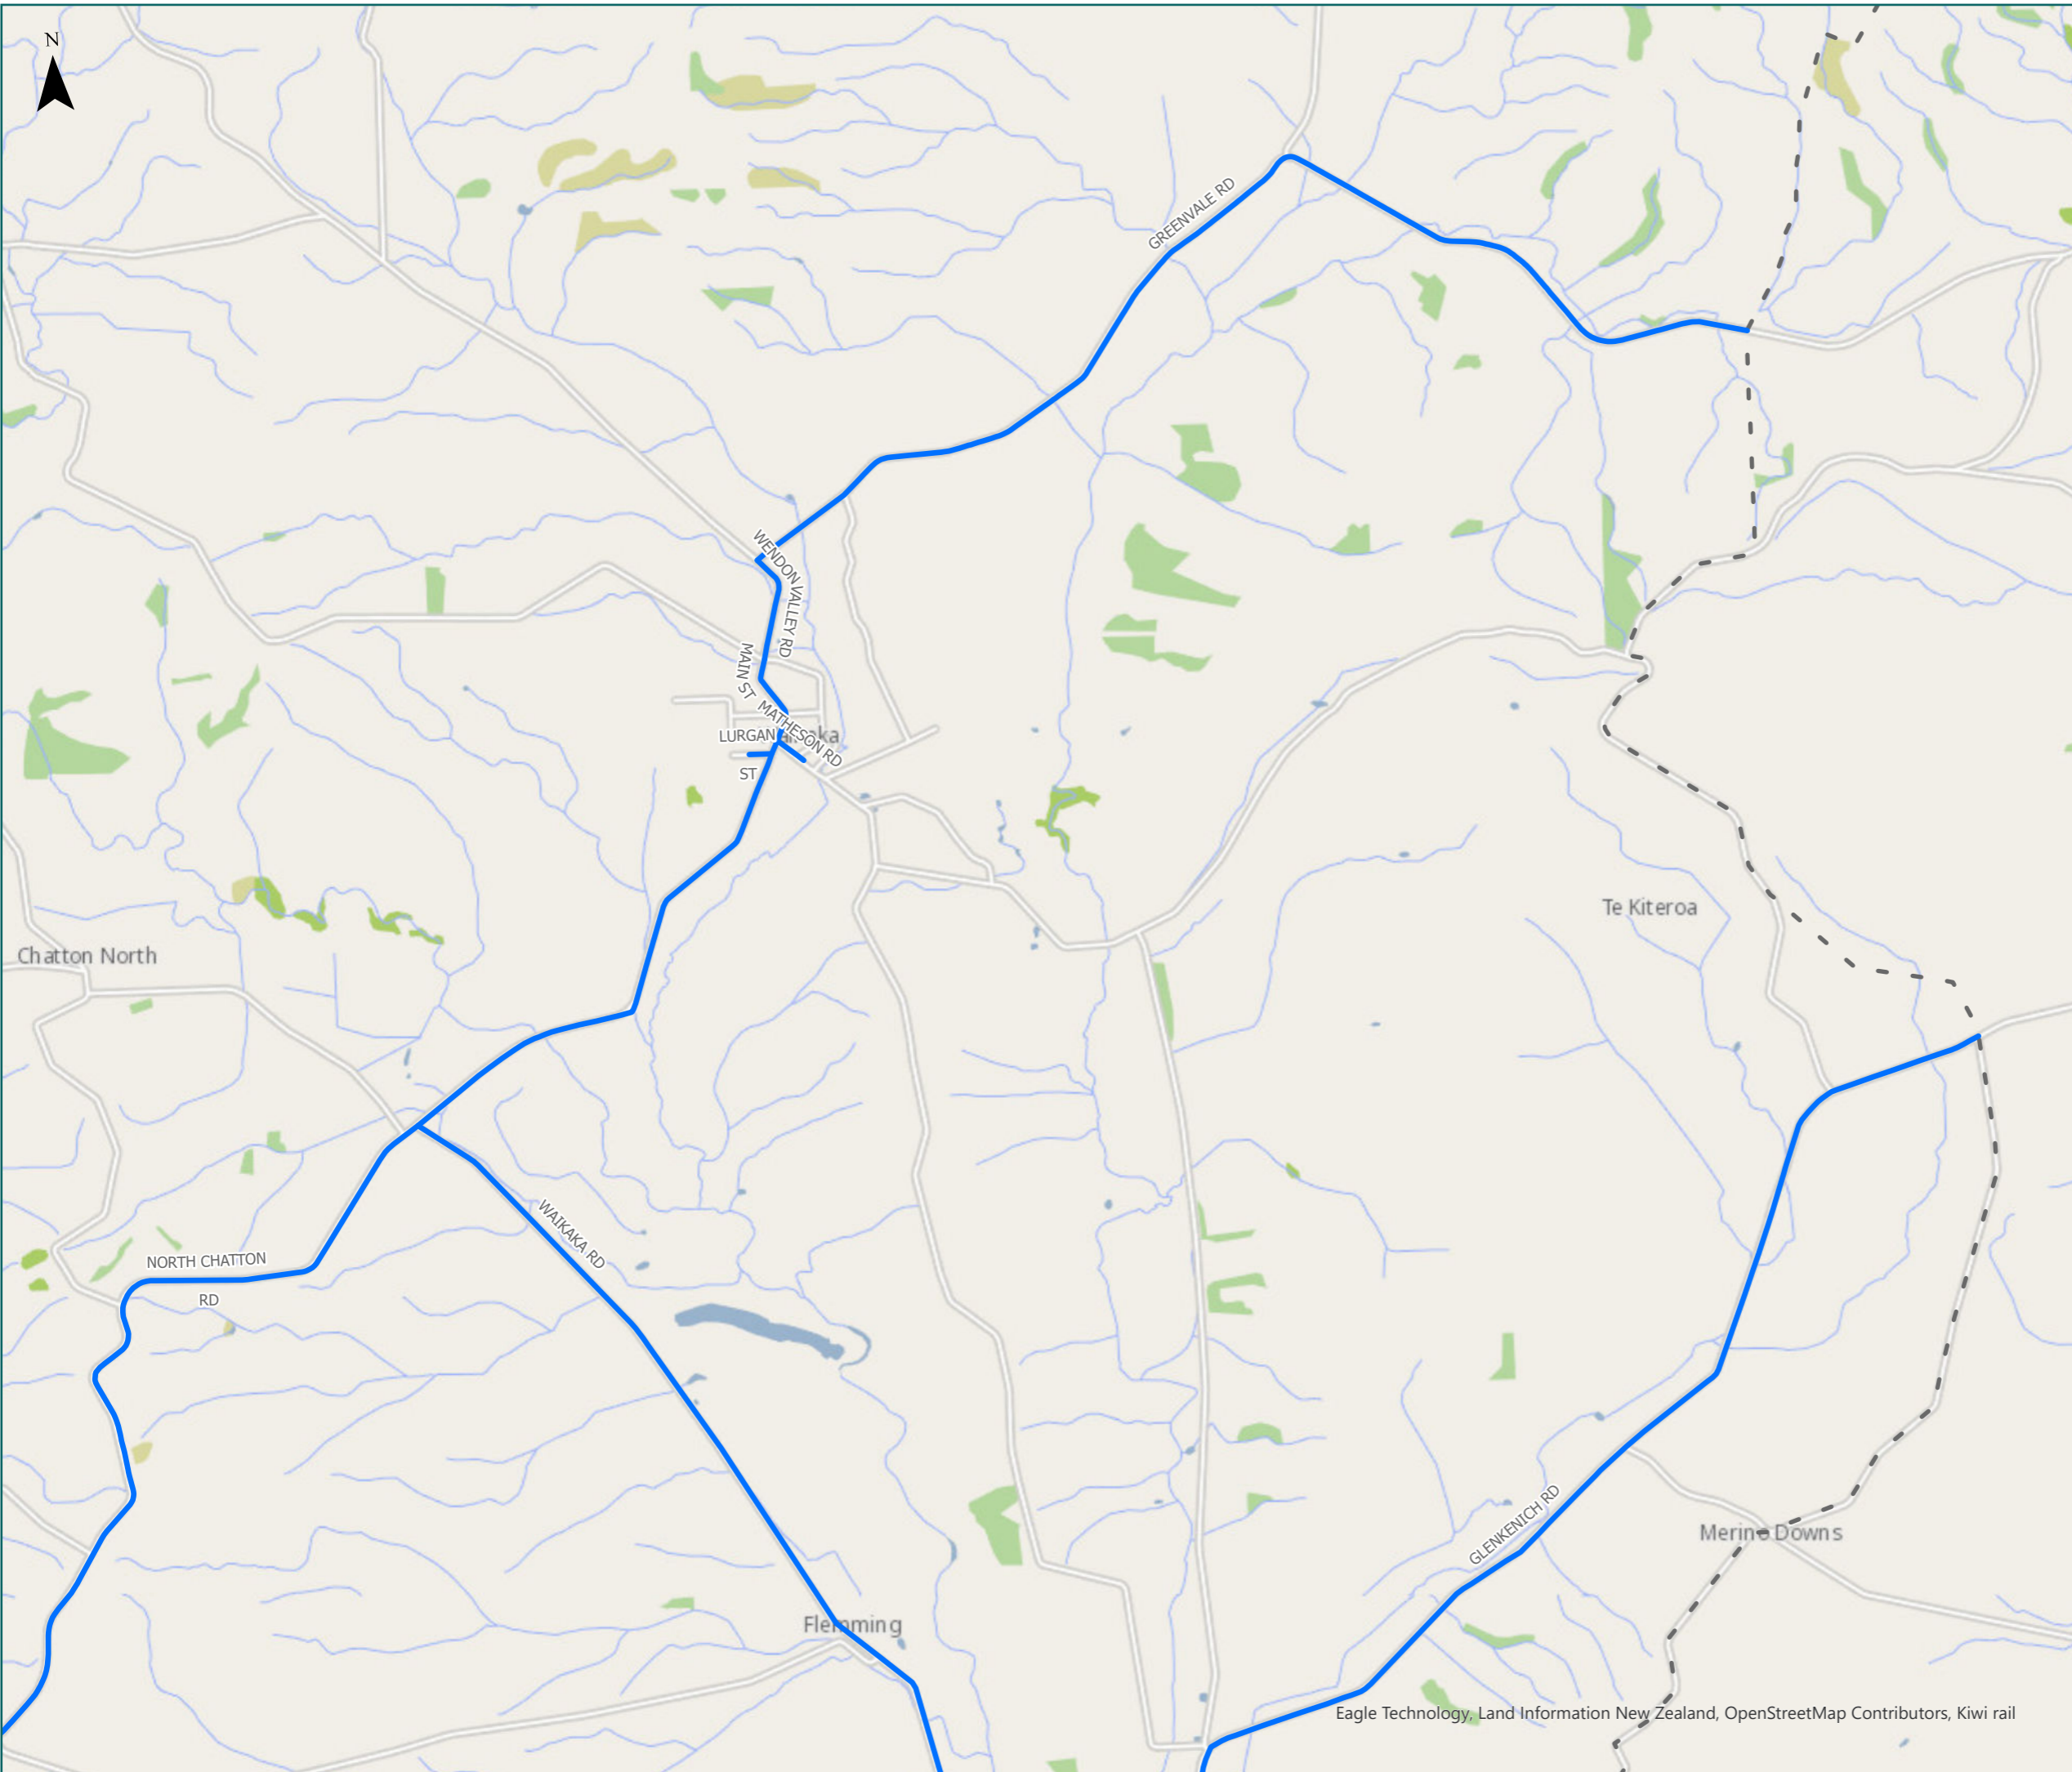 N
GREENVALE RD
WENDON VALLEY RD
MAIN ST
MATHESON RD
LURGAN
ST
Te Kiteroa
Chatton North
WAIKAKA RD
NORTH CHATTON
RD
GLENKENICH RD
Merino Downs
Flemming
Eagle Technology, Land Information New Zealand, OpenStreetMap Contributors, Kiwi rail